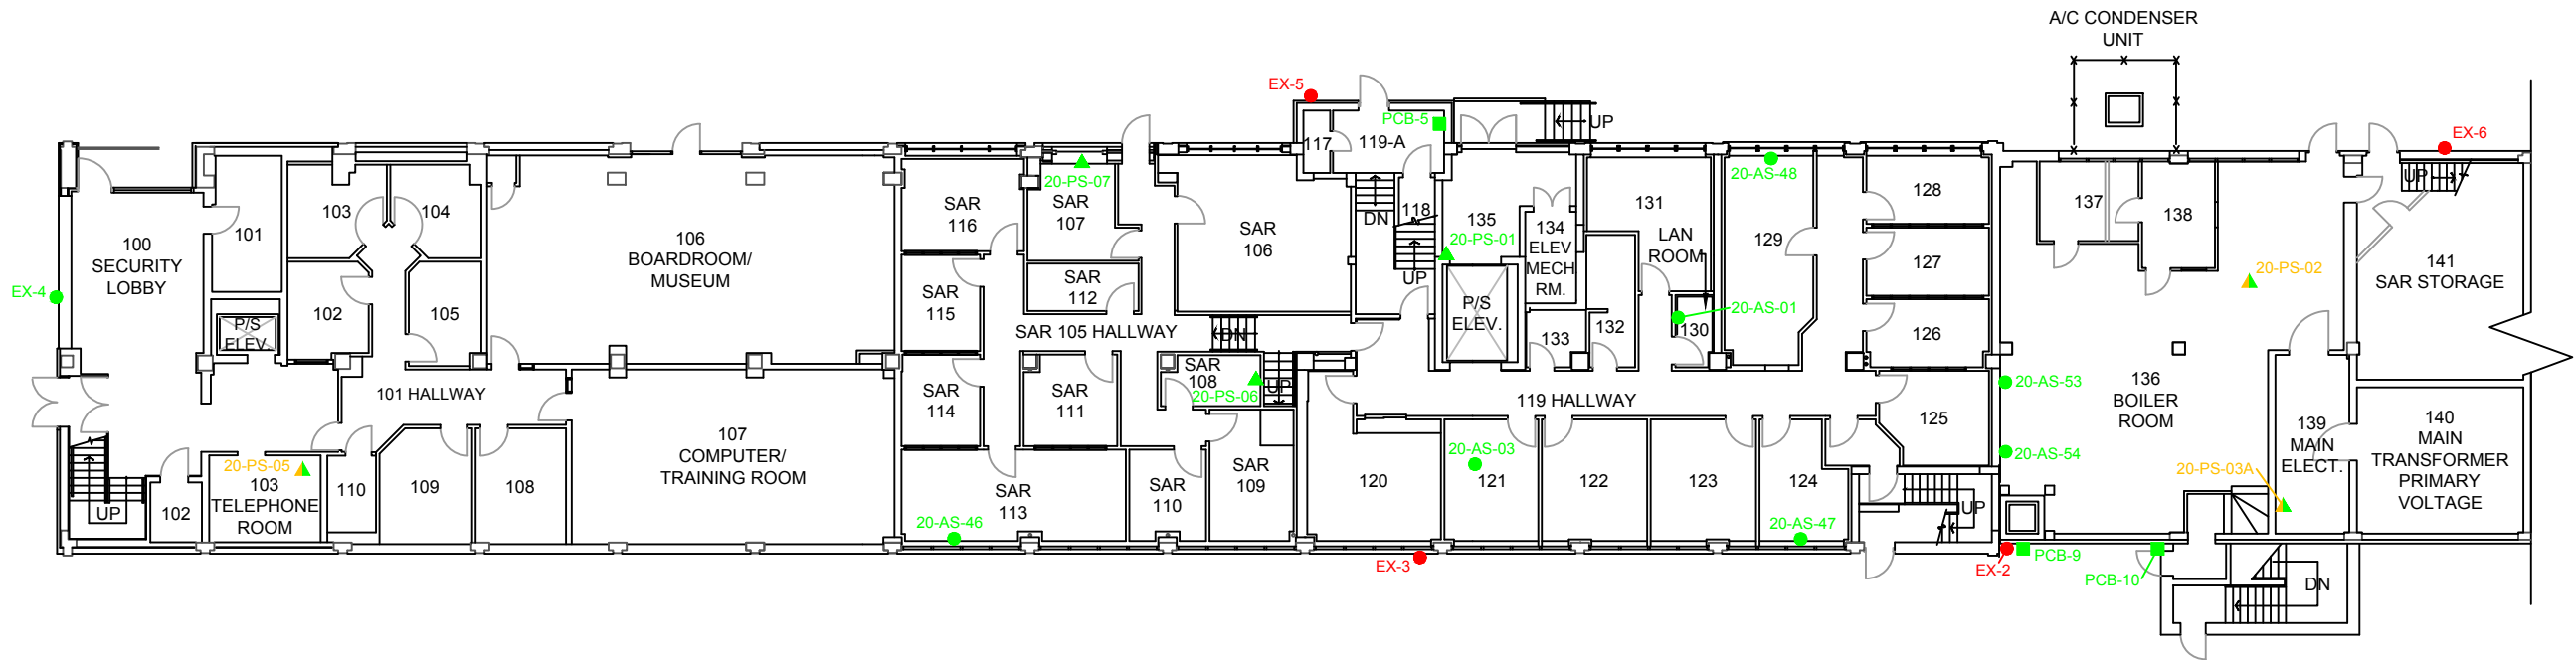 A/C CONDENSER
UNIT
EX-5
PCB-5
UP
EX-6
117
119-A
20-PS-07
SAR
107
20-AS-48
103
104
101
SAR
116
SAR
106
DN
118
UP
135
20-PS-01
134
ELEV
MECH
RM.
131
LAN
ROOM
129
128
137
138
UP
100
SECURITY
LOBBY
106
BOARDROOM/
MUSEUM
127
20-PS-02
141
SAR STORAGE
EX-4
102
105
P/S
ELEV.
SAR
115
SAR
112
SAR 105 HALLWAY
DN
P/S
ELEV.
133
132
20-AS-01
130
126
SAR
108
20-PS-06
UP
SAR
114
SAR
111
101 HALLWAY
119 HALLWAY
125
20-AS-53
136
BOILER
ROOM
139
MAIN
ELECT.
140
MAIN
TRANSFORMER
PRIMARY
VOLTAGE
107
COMPUTER/
TRAINING ROOM
20-PS-05
103
TELEPHONE
ROOM
UP
102
110
109
108
SAR
113
SAR
110
SAR
109
20-AS-46
120
20-AS-03
121
122
123
124
20-AS-47
UP
20-AS-54
20-PS-03A
EX-3
EX-2
PCB-9
PCB-10
DN